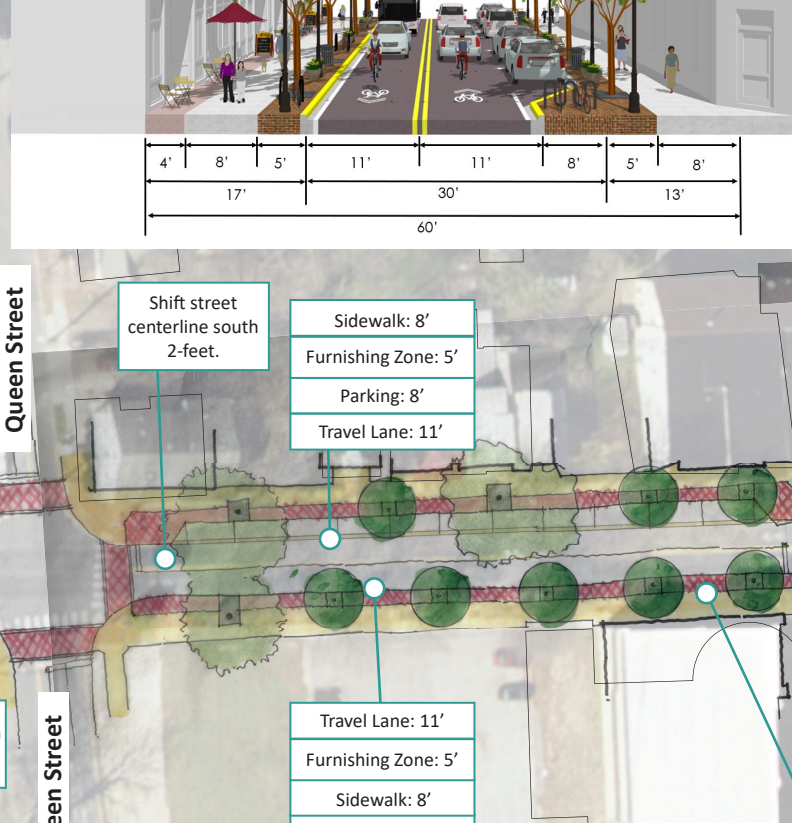 4’ 8’ 5’ 11’ 11’ 8’ 5’ 8’
17’ 30’ 13’
60’
Queen Street
Shift street
centerline south
2-feet.
Sidewalk: 8’
Furnishing Zone: 5’
Parking: 8’
Travel Lane: 11’
Travel Lane: 11’
Furnishing Zone: 5’
Sidewalk: 8’
een Street